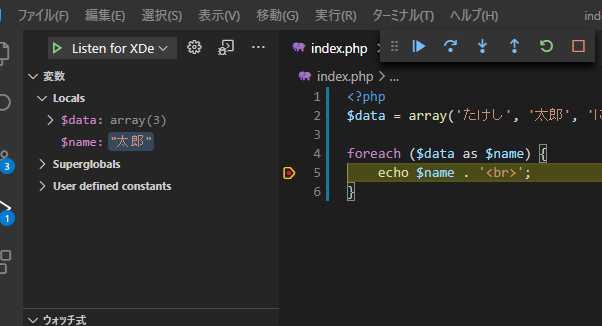 ファイル(F) 編集(E) 選択(S) 表示(V) 移動(G) 実行(R) ターミナル(T) ヘルプ(H) ind
Listen for XDe
index.php
変数
index.php > ...
Locals
1 <?php
$data: array(3)
2 $data = array('たけし', '太郎', '
$name: "太郎"
3
Superglobals
4 foreach ($data as $name) {
User defined constants
5 echo $name . '<br>';
6 }
3
1
ウォッチ式